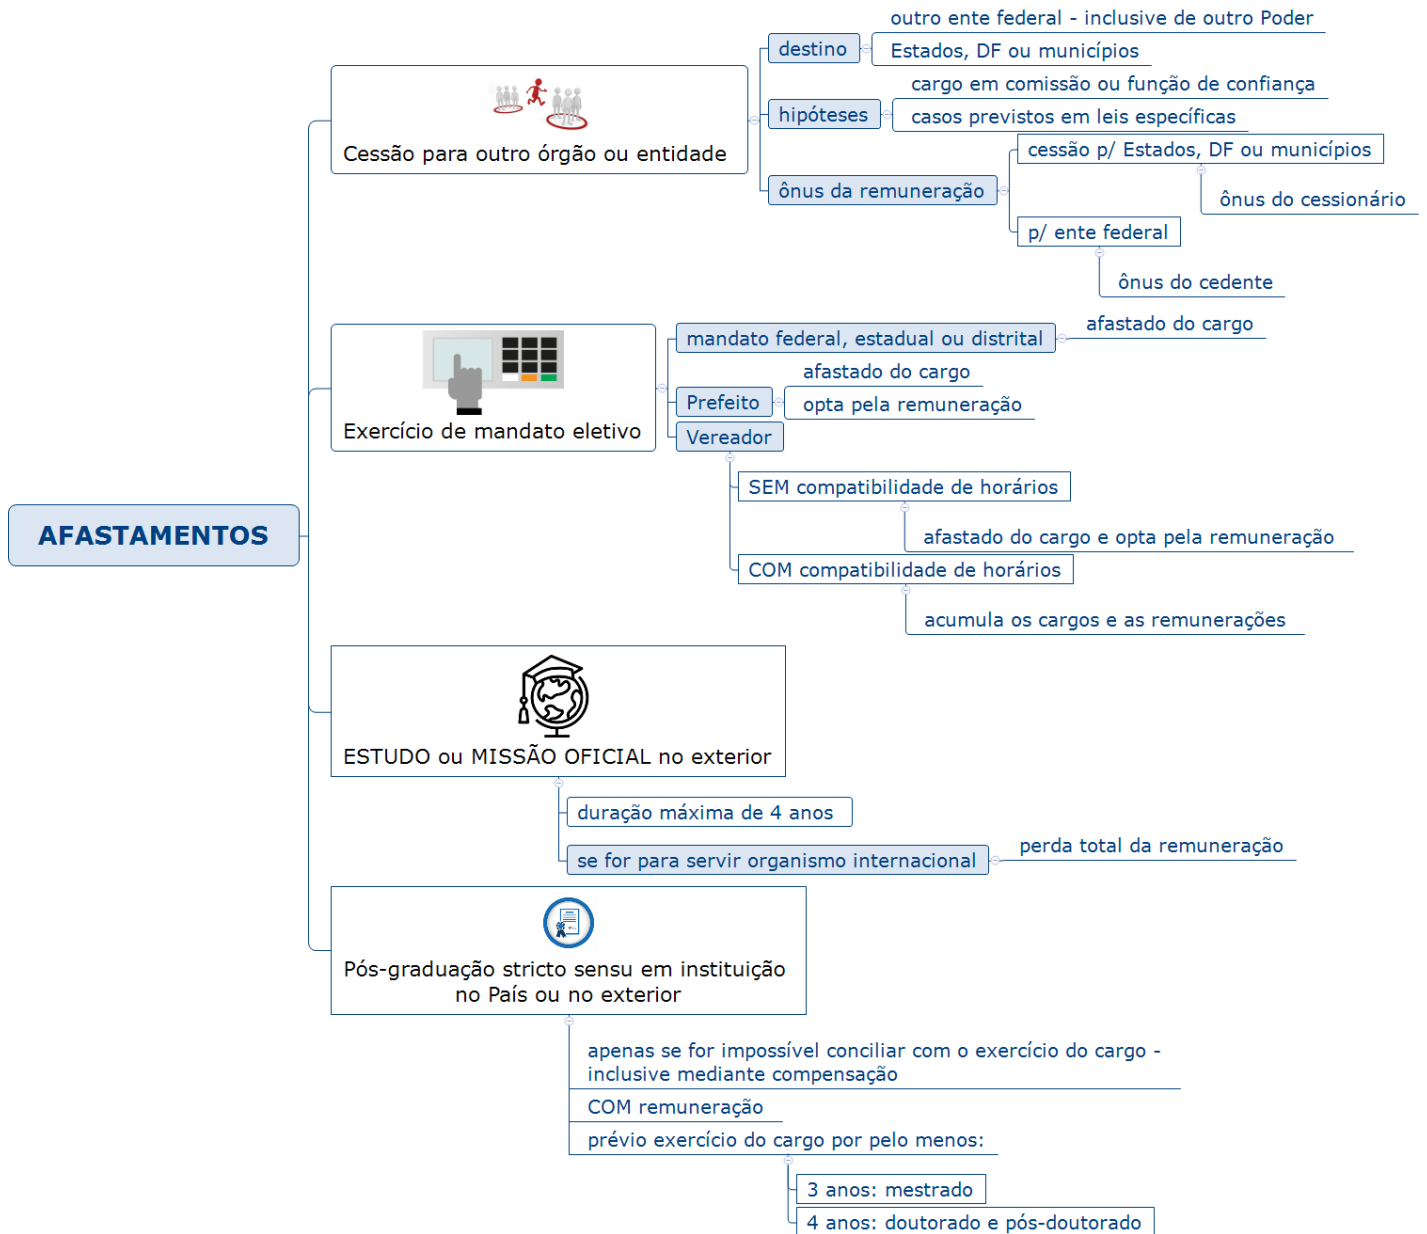 AFASTAMENTOS
Cessão para outro órgão ou entidade
destino
outro ente federal - inclusive de outro Poder
Estados, DF ou municípios
hipóteses
cargo em comissão ou função de confiança
casos previstos em leis específicas
ônus da remuneração
cessão p/ Estados, DF ou municípios
ônus do cessionário
p/ ente federal
ônus do cedente
Exercício de mandato eletivo
mandato federal, estadual ou distrital
afastado do cargo
Prefeito
afastado do cargo
opta pela remuneração
Vereador
SEM compatibilidade de horários
afastado do cargo e opta pela remuneração
COM compatibilidade de horários
acumula os cargos e as remunerações
ESTUDO ou MISSÃO OFICIAL no exterior
duração máxima de 4 anos
se for para servir organismo internacional
perda total da remuneração
Pós-graduação stricto sensu em instituição
no País ou no exterior
apenas se for impossível conciliar com o exercício do cargo -
inclusive mediante compensação
COM remuneração
prévio exercício do cargo por pelo menos:
3 anos: mestrado
4 anos: doutorado e pós-doutorado